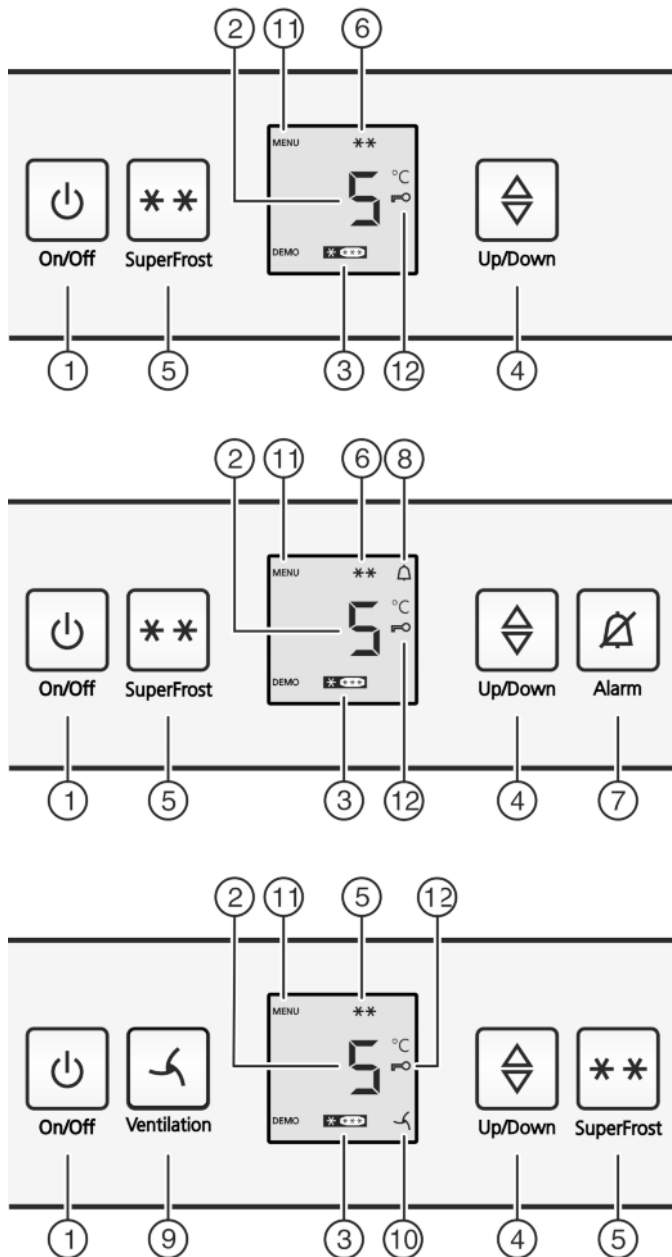 2 11 6
MENU
5 °C
DEMO
On/Off SuperFrost Up/Down
1 5 3 12 4
2 11 6 8
MENU
5 °C
DEMO
On/Off SuperFrost Up/Down Alarm
1 5 3 12 4 7
2 11 5 12
MENU
5 °C
DEMO
On/Off Ventilation Up/Down SuperFrost
1 9 3 10 4 5